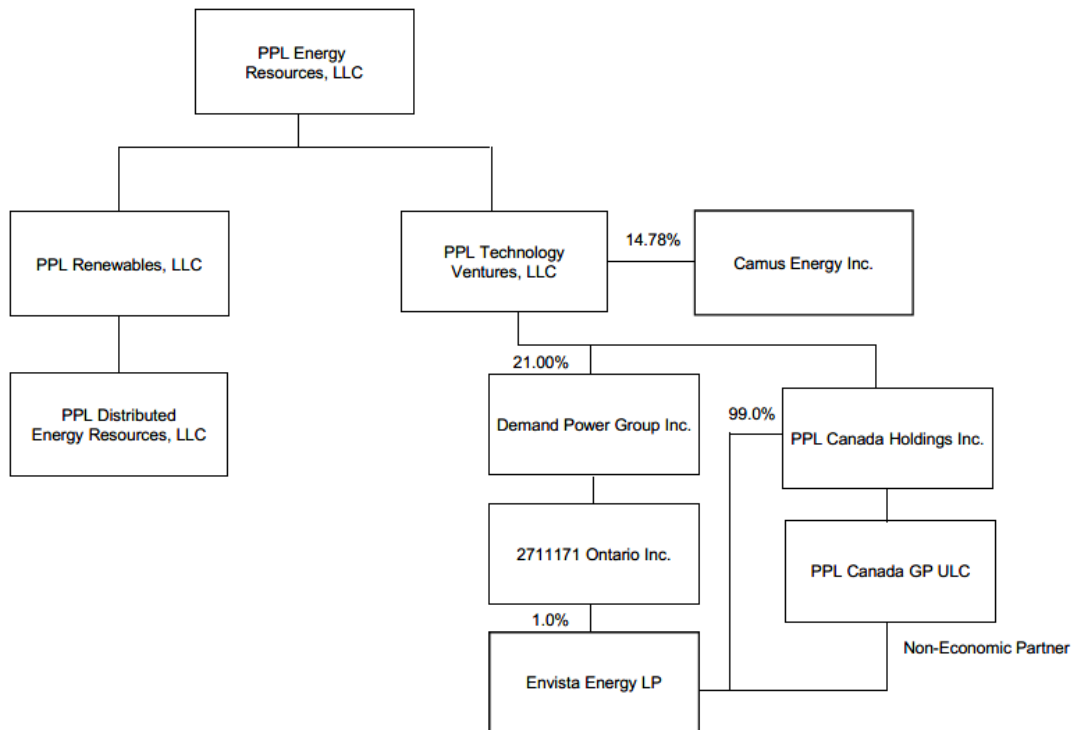 PPL Energy
Resources, LLC
PPL Renewables, LLC
PPL Technology
Ventures, LLC
14.78%
Camus Energy Inc.
PPL Distributed
Energy Resources, LLC
21.00%
Demand Power Group Inc.
99.0%
PPL Canada Holdings Inc.
2711171 Ontario Inc.
PPL Canada GP ULC
1.0%
Non-Economic Partner
Envista Energy LP